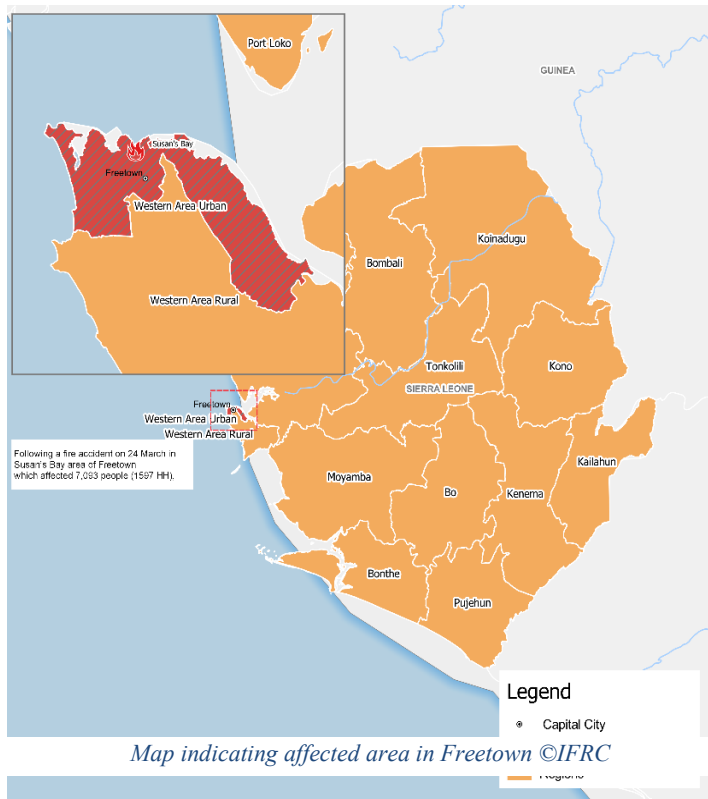 Port Loko
GUINEA
Susan's Bay
Freetown
Western Area Urban
Koinadugu
Bombali
Western Area Rural
Tonkolili
Kono
SIERRA LEONE
Freetown
Western Area Urban
Western Area Rural
Following a fire accident on 24 March in
Susan's Bay area of Freetown
which affected 7,093 people (1597 HH).
Kailahun
Moyamba
Bo
Kenema
Bonthe
Pujehun
Legend
Capital City
Map indicating affected area in Freetown ©IFRC